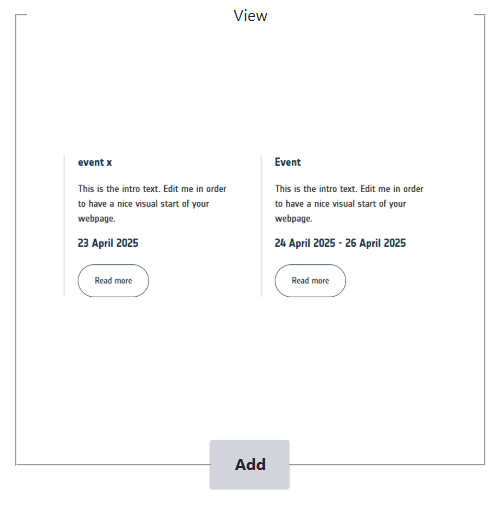 View
event x
This is the intro text. Edit me in order
to have a nice visual start of your
webpage.
23 April 2025
Read more
Event
This is the intro text. Edit me in order
to have a nice visual start of your
webpage.
24 April 2025 - 26 April 2025
Read more
Add